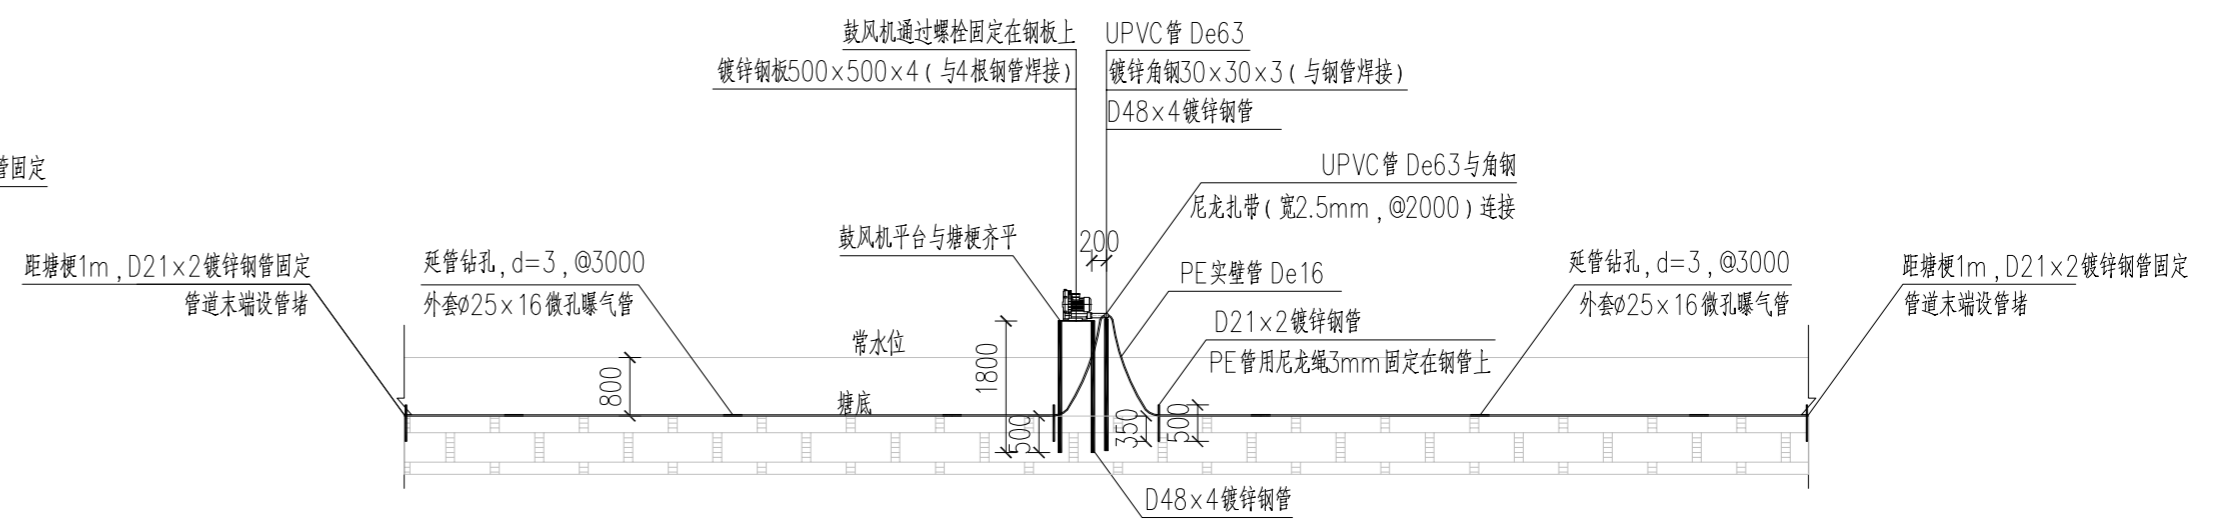 鼓风机通过螺栓固定在钢板上
镀锌钢板500×500×4(与4根钢管焊接)
UPVC管 De63
镀锌角钢30×30×3(与钢管焊接)
D48×4镀锌钢管
管固定
UPVC管 De63与角钢
尼龙扎带(宽2.5mm,@2000)连接
鼓风机平台与塘梗齐平
200
距塘梗1m,D21×2镀锌钢管固定
管道末端设管堵
延管钻孔,d=3,@3000
外套ø25×16微孔曝气管
PE实壁管 De16
延管钻孔,d=3,@3000
外套ø25×16微孔曝气管
距塘梗1m,D21×2镀锌钢管固定
管道末端设管堵
D21×2镀锌钢管
PE管用尼龙绳3mm固定在钢管上
常水位
800
1800
塘底
500
350
500
D48×4镀锌钢管